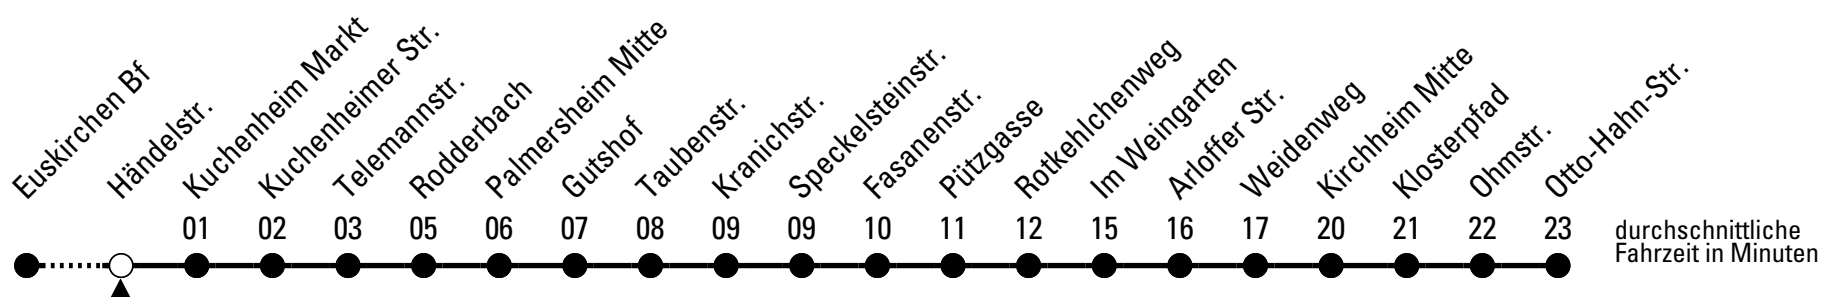 Euskirchen Bf
Händelstr.
Kuchenheim Markt
Kuchenheimer Str.
Telemannstr.
Rodderbach
Palmersheim Mitte
Gutshof
Taubenstr.
Kranichstr.
Speckelsteinstr.
Fasanenstr.
Pützgasse
Rotkehlchenweg
Im Weingarten
Arloffer Str.
Weidenweg
Kirchheim Mitte
Klosterpfad
Ohmstr.
Otto-Hahn-Str.
01 02 03 05 06 07 08 09 09 10 11 12 15 16 17 20 21 22 23
durchschnittliche
Fahrzeit in Minuten